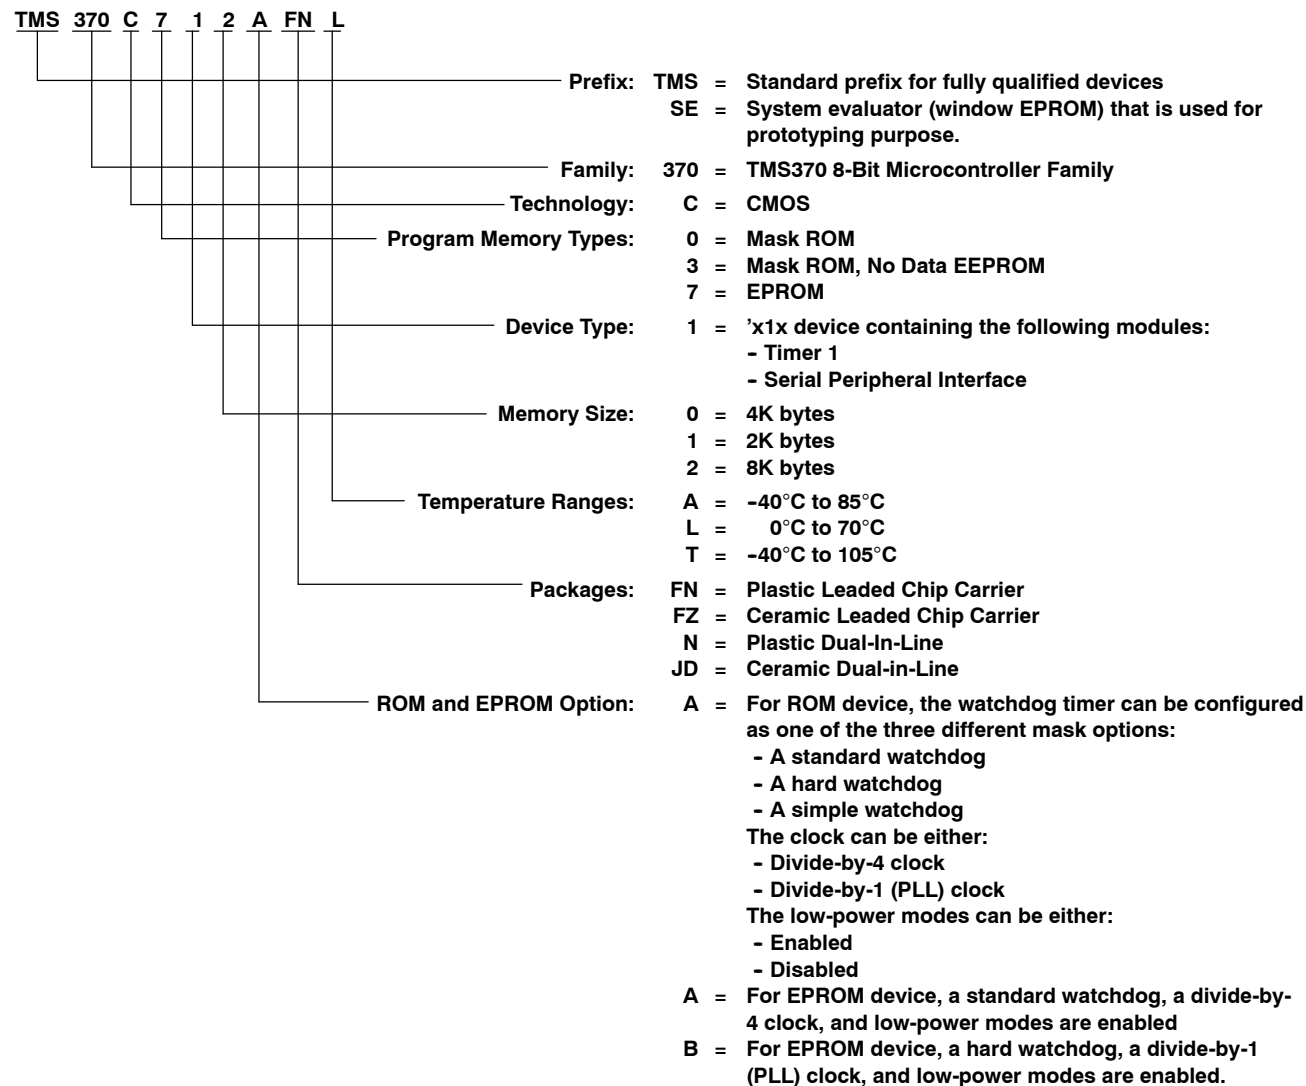 TMS 370 C 7 1 2 A FN L
Prefix: TMS = Standard prefix for fully qualified devices
SE = System evaluator (window EPROM) that is used for
prototyping purpose.
Family: 370 = TMS370 8-Bit Microcontroller Family
Technology: C = CMOS
Program Memory Types: 0 = Mask ROM
3 = Mask ROM, No Data EEPROM
7 = EPROM
Device Type: 1 = ’x1x device containing the following modules:
- Timer 1
- Serial Peripheral Interface
Memory Size: 0 = 4K bytes
1 = 2K bytes
2 = 8K bytes
Temperature Ranges: A = -40°C to 85°C
L = 0°C to 70°C
T = -40°C to 105°C
Packages: FN = Plastic Leaded Chip Carrier
FZ = Ceramic Leaded Chip Carrier
N = Plastic Dual-In-Line
JD = Ceramic Dual-in-Line
ROM and EPROM Option: A = For ROM device, the watchdog timer can be configured
as one of the three different mask options:
- A standard watchdog
- A hard watchdog
- A simple watchdog
The clock can be either:
- Divide-by-4 clock
- Divide-by-1 (PLL) clock
The low-power modes can be either:
- Enabled
- Disabled
A = For EPROM device, a standard watchdog, a divide-by-
4 clock, and low-power modes are enabled
B = For EPROM device, a hard watchdog, a divide-by-1
(PLL) clock, and low-power modes are enabled.